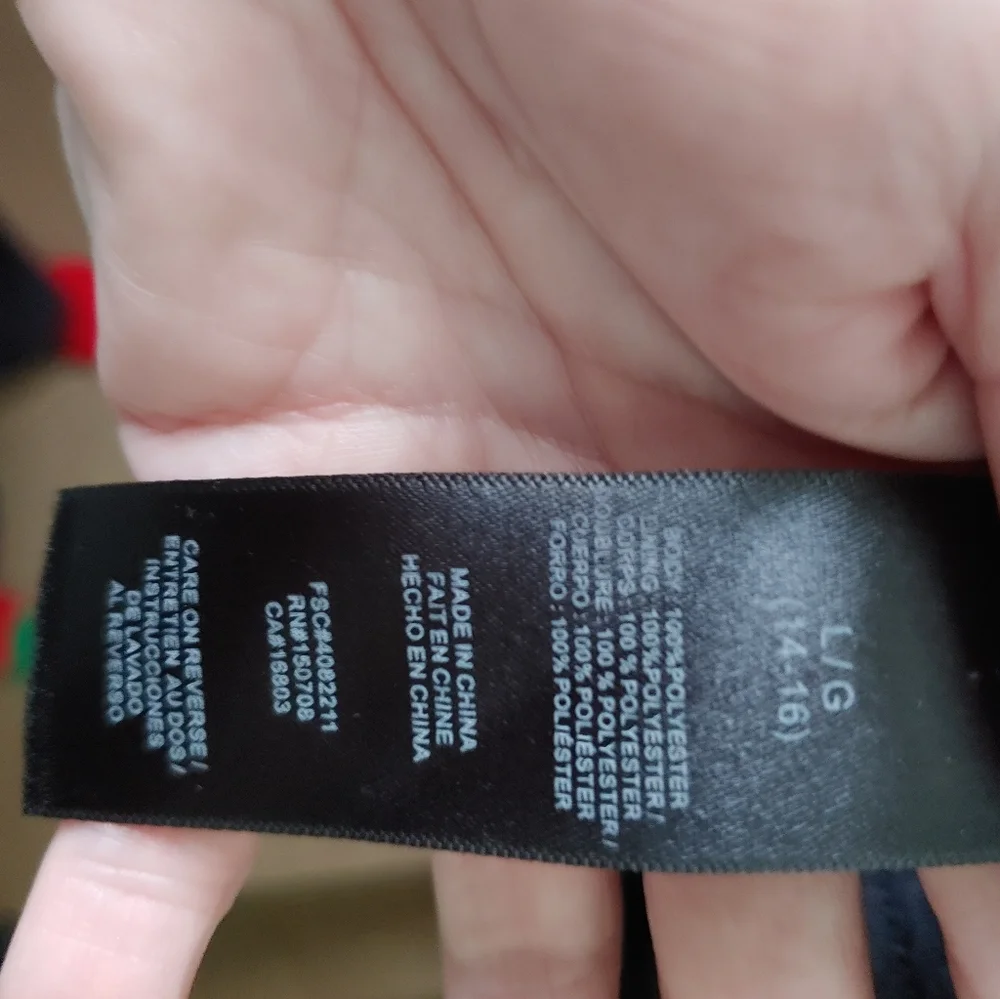 L/G
(14-16)
BODY: 100%POLYESTER
LINING: 100%POLYESTER/
CORPS: 100 % POLYESTER
DOUBLURE: 100 % POLYESTER/
CUERPO: 100% POLIÉSTER
FORRO: 100% POLIÉSTER
MADE IN CHINA
FAIT EN CHINE
HECHO EN CHINA
FSC#4082211
RN#150708
CA#16803
CARE ON REVERSE/
ENTRETIEN AU DOS/
INSTRUCCIONES
DE LAVADO
AL REVERSO